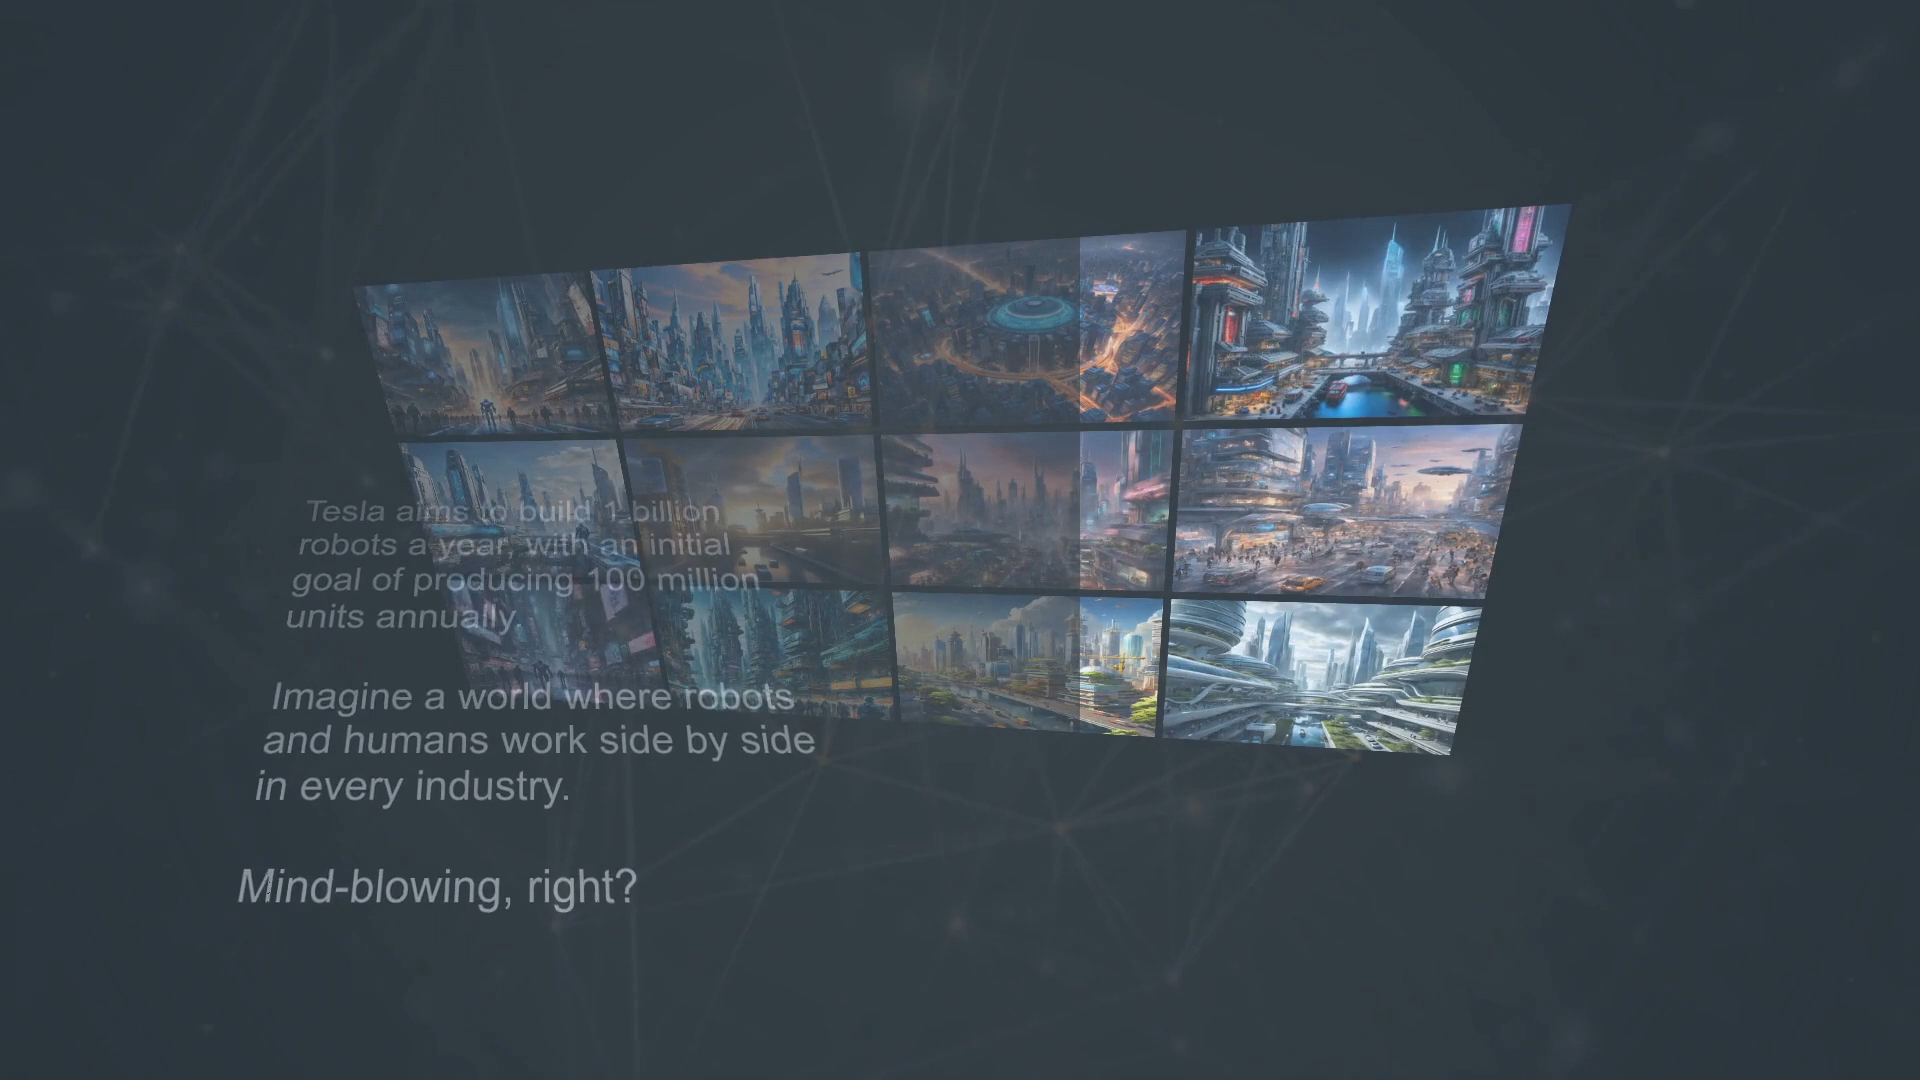 Tesla aims to build 1 billion
robots a year, with an initial
goal of producing 100 million
units annually.
Imagine a world where robots
and humans work side by side
in every industry.
Mind-blowing, right?